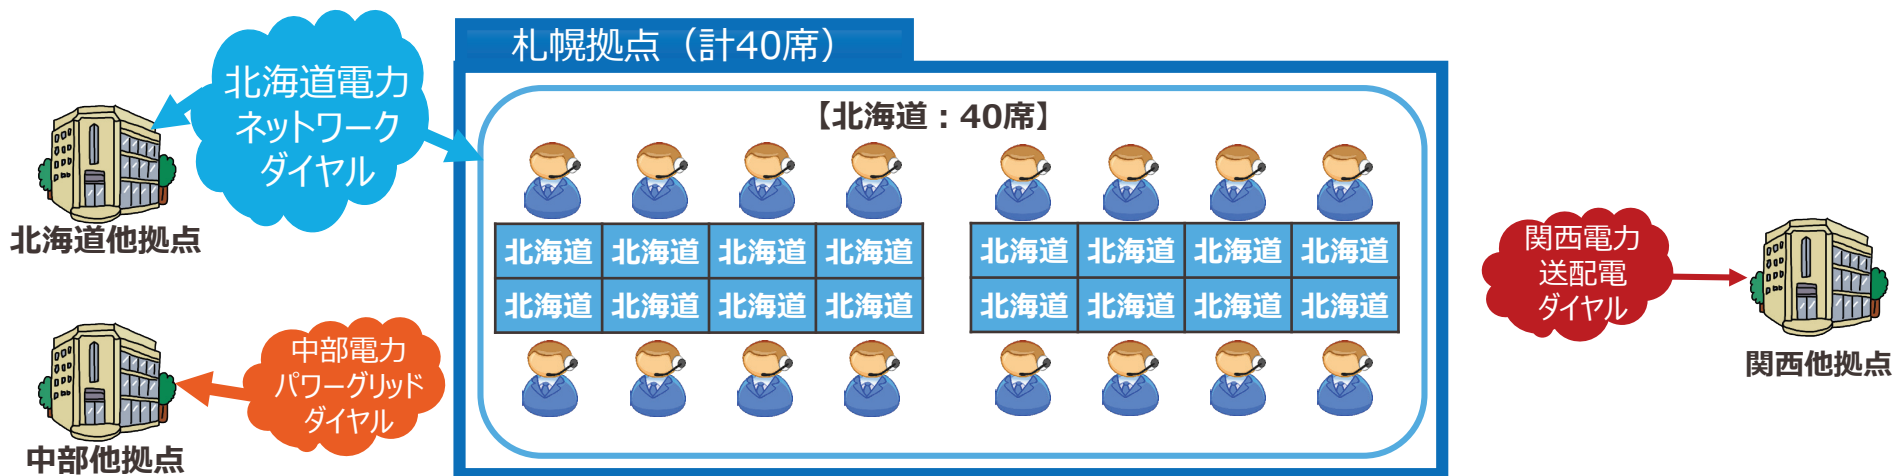 札幌拠点（計40席）
【北海道：40席】
北海道電力
ネットワーク
ダイヤル
北海道他拠点
中部電力
パワーグリッド
ダイヤル
中部他拠点
北海道 北海道 北海道 北海道
北海道 北海道 北海道 北海道
北海道 北海道 北海道 北海道
北海道 北海道 北海道 北海道
関西電力
送配電
ダイヤル
関西他拠点